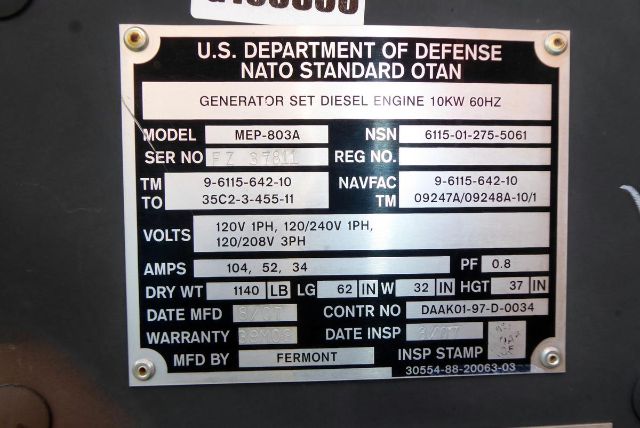 U.S. DEPARTMENT OF DEFENSE
NATO STANDARD OTAN
GENERATOR SET DIESEL ENGINE 10KW 60HZ
MODEL MEP-803A NSN 6115-01-275-5061
SER NO FZ 37811 REG NO.
TM 9-6115-642-10 NAVFAC 9-6115-642-10
TO 35C2-3-455-11 TM 09247A/09248A-10/1
VOLTS 120V 1PH, 120/240V 1PH,
120/208V 3PH
AMPS 104, 52, 34 PF 0.8
DRY WT 1140 LB LG 62 IN W 32 IN HGT 37 IN
DATE MFD CONTR NO DAAK01-97-D-0034
WARRANTY DATE INSP
MFD BY FERMONT INSP STAMP
30554-88-20063-03